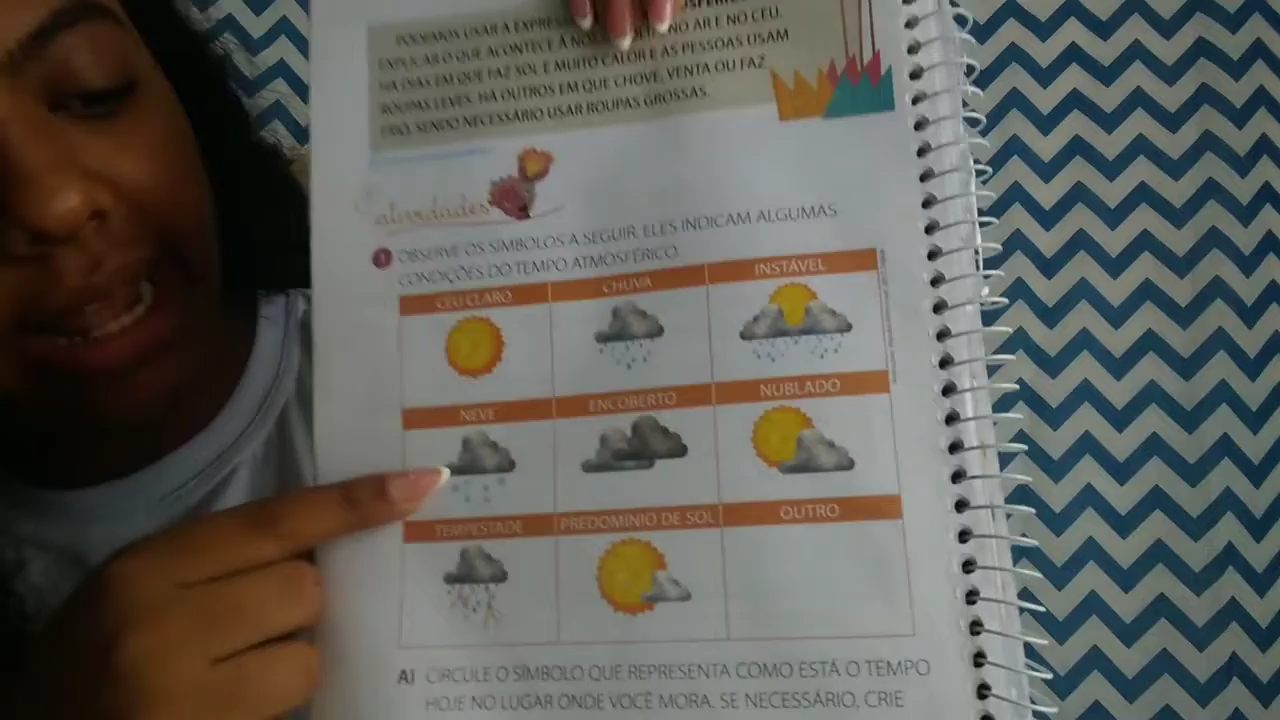 PODEMOS USAR A
EXPLICAR O QUE ACONTECE À NO AR E NO CÉU.
HÁ DIAS EM QUE FAZ SOL E MUITO CALOR E AS PESSOAS USAM
ROUPAS LEVES. HÁ OUTROS EM QUE CHOVE, VENTA OU FAZ
FRIO, SENDO NECESSÁRIO USAR ROUPAS GROSSAS.
atividades
1 OBSERVE OS SÍMBOLOS A SEGUIR. ELES INDICAM ALGUMAS
CONDIÇÕES DO TEMPO ATMOSFÉRICO.
CÉU CLARO CHUVA INSTÁVEL
NEVE ENCOBERTO NUBLADO
TEMPESTADE PREDOMÍNIO DE SOL OUTRO
A) CIRCULE O SÍMBOLO QUE REPRESENTA COMO ESTÁ O TEMPO
HOJE NO LUGAR ONDE VOCÊ MORA. SE NECESSÁRIO, CRIE